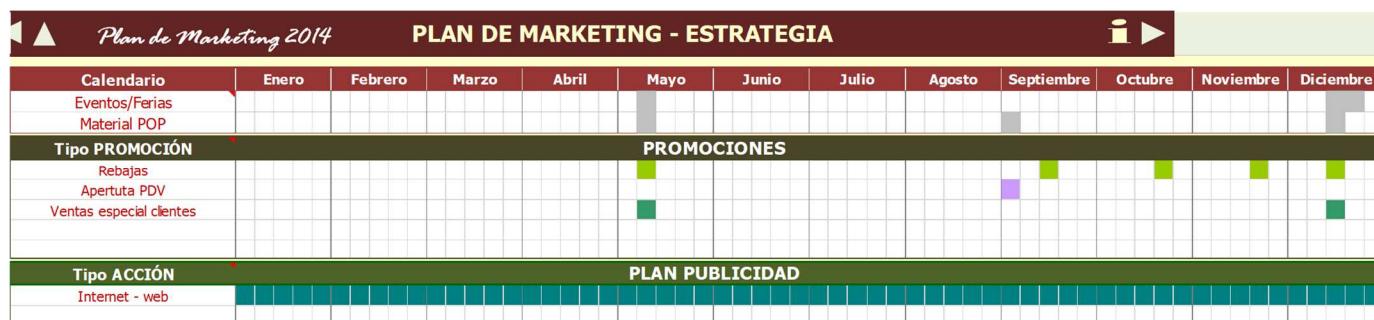 Plan de Marketing 2014 PLAN DE MARKETING - ESTRATEGIA i
Calendario Enero Febrero Marzo Abril Mayo Junio Julio Agosto Septiembre Octubre Noviembre Diciembre
Eventos/Ferias
Material POP
Tipo PROMOCIÓN PROMOCIONES
Rebajas
Apertuta PDV
Ventas especial clientes
Tipo ACCIÓN PLAN PUBLICIDAD
Internet - web